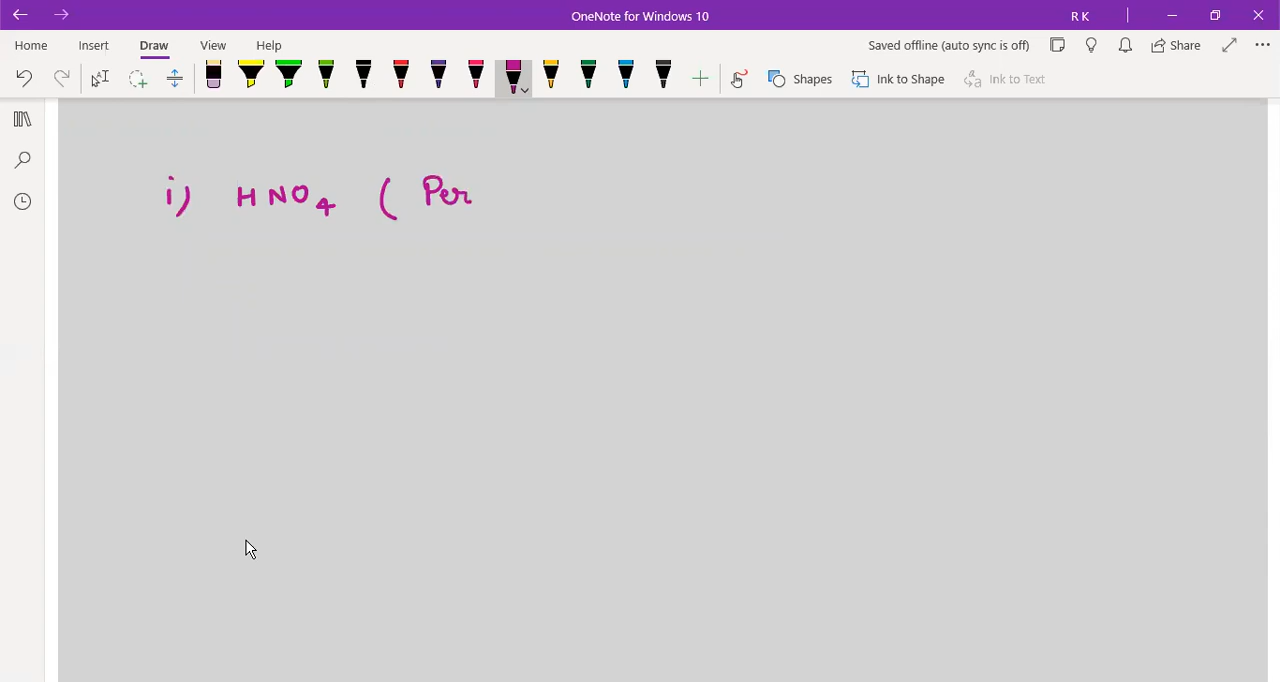 OneNote for Windows 10
R K
Home Insert Draw View Help
Saved offline (auto sync is off)
Share
Shapes
Ink to Shape
Ink to Text
i) HNO₄ ( Per